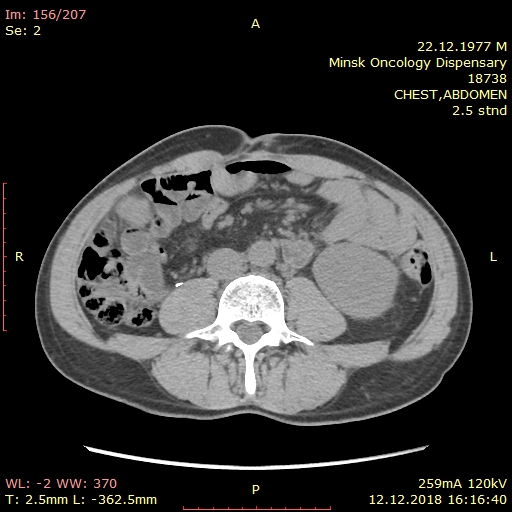 Im: 156/207
Se: 2
A
22.12.1977 M
Minsk Oncology Dispensary
18738
CHEST,ABDOMEN
2.5 stnd
R
L
WL: -2 WW: 370
T: 2.5mm L: -362.5mm
P
259mA 120kV
12.12.2018 16:16:40